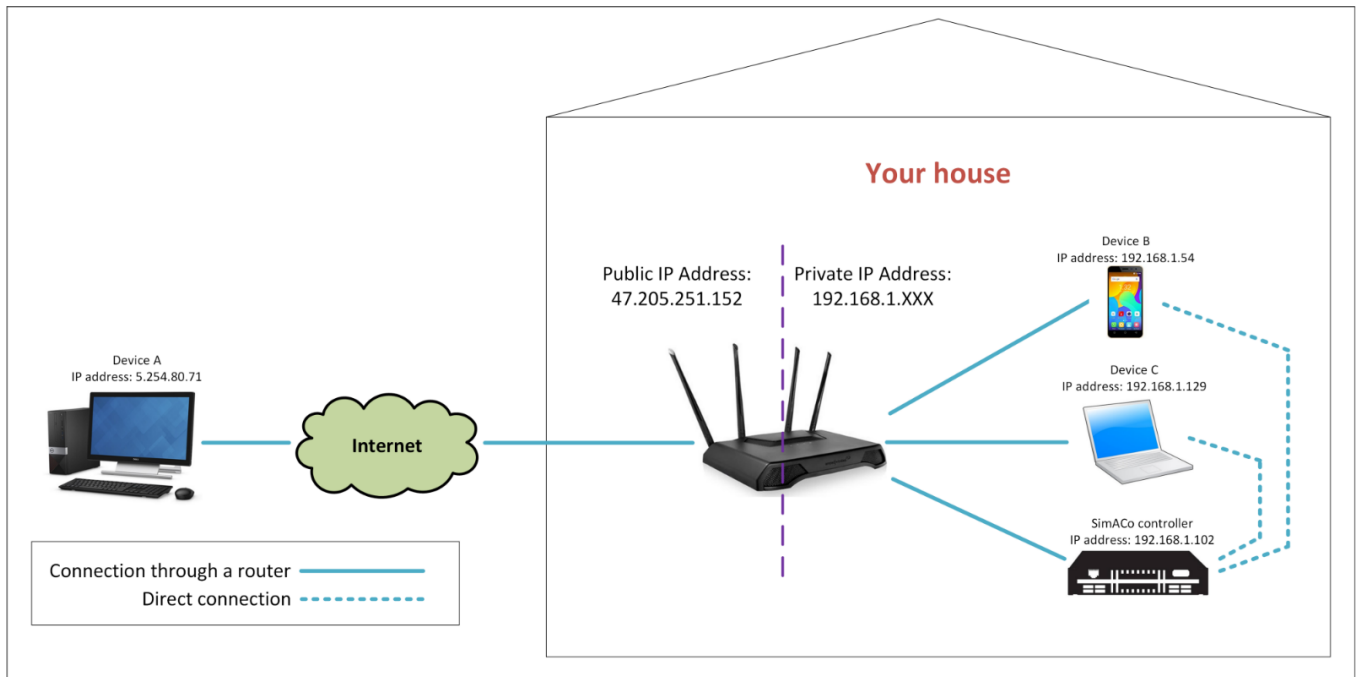 Your house
Public IP Address:
47.205.251.152
Private IP Address:
192.168.1.XXX
Device B
IP address: 192.168.1.54
Device A
IP address: 5.254.80.71
Device C
IP address: 192.168.1.129
Internet
SimACo controller
IP address: 192.168.1.102
Connection through a router
Direct connection